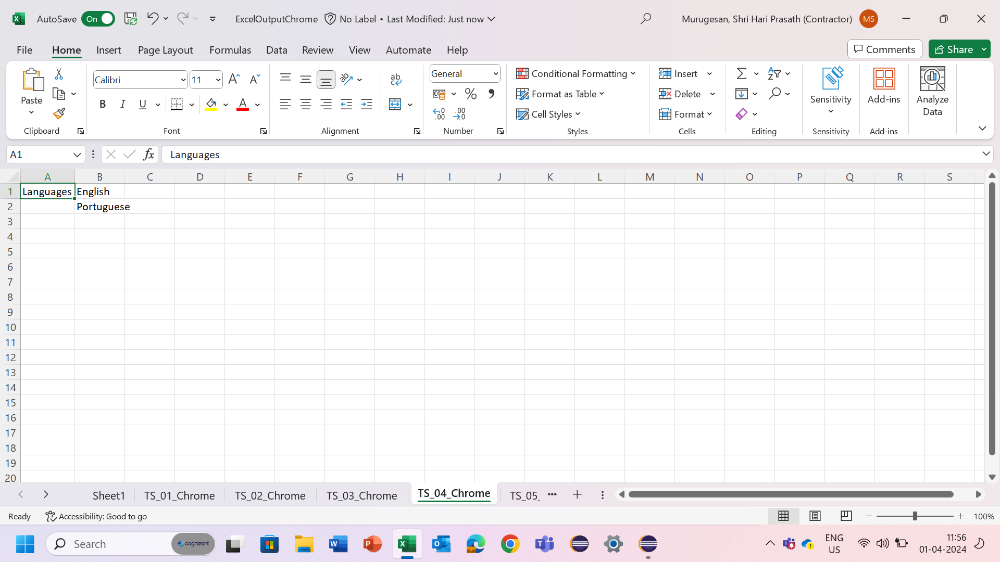 AutoSave On ExcelOutputChrome No Label • Last Modified: Just now Murugesan, Shri Hari Prasath (Contractor) MS
File Home Insert Page Layout Formulas Data Review View Automate Help Comments Share
Paste
Calibri 11
General
Conditional Formatting
Format as Table
Cell Styles
Insert
Delete
Format
Sensitivity
Add-ins
Analyze
Data
Clipboard Font Alignment Number Styles Cells Editing Sensitivity Add-ins
A1 fx Languages
A B C D E F G H I J K L M N O P Q R S
1 Languages English
2 Portuguese
3
4
5
6
7
8
9
10
11
12
13
14
15
16
17
18
19
20
Sheet1 TS_01_Chrome TS_02_Chrome TS_03_Chrome TS_04_Chrome TS_05_
Ready Accessibility: Good to go 100%
Search cognizant
ENG
US
11:56
01-04-2024